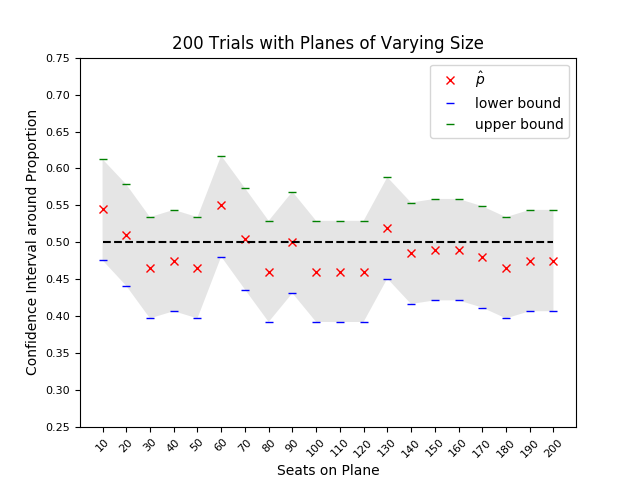 200 Trials with Planes of Varying Size
Confidence Interval around Proportion
0.75
0.70
0.65
0.60
0.55
0.50
0.45
0.40
0.35
0.30
0.25
p̂
lower bound
upper bound
10 20 30 40 50 60 70 80 90 100 110 120 130 140 150 160 170 180 190 200
Seats on Plane